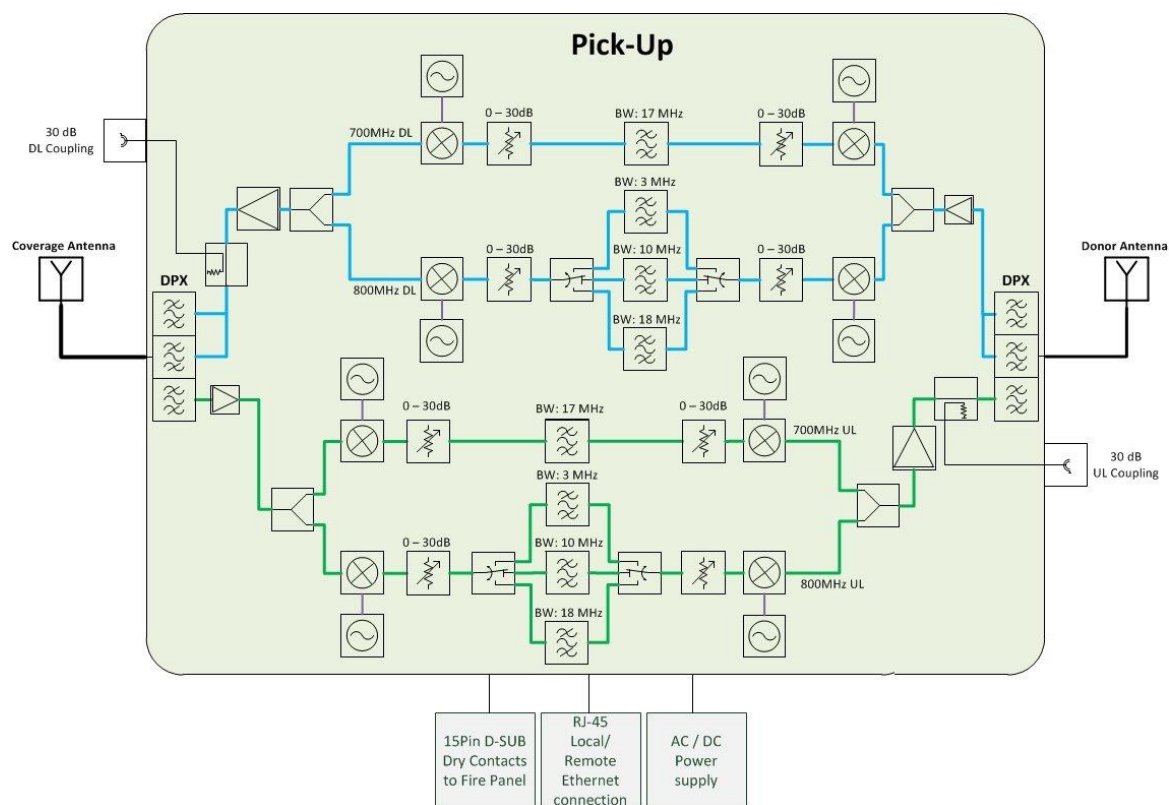 Pick-Up
30 dB
DL Coupling
700MHz DL
0 – 30dB
BW: 17 MHz
0 – 30dB
BW: 3 MHz
Coverage Antenna
DPX
800MHz DL
0 – 30dB
BW: 10 MHz
0 – 30dB
DPX
Donor Antenna
BW: 18 MHz
0 – 30dB
BW: 17 MHz
0 – 30dB
700MHz UL
30 dB
UL Coupling
BW: 3 MHz
0 – 30dB
BW: 10 MHz
0 – 30dB
800MHz UL
BW: 18 MHz
15Pin D-SUB
Dry Contacts
to Fire Panel
RJ-45
Local/
Remote
Ethernet
connection
AC / DC
Power
supply